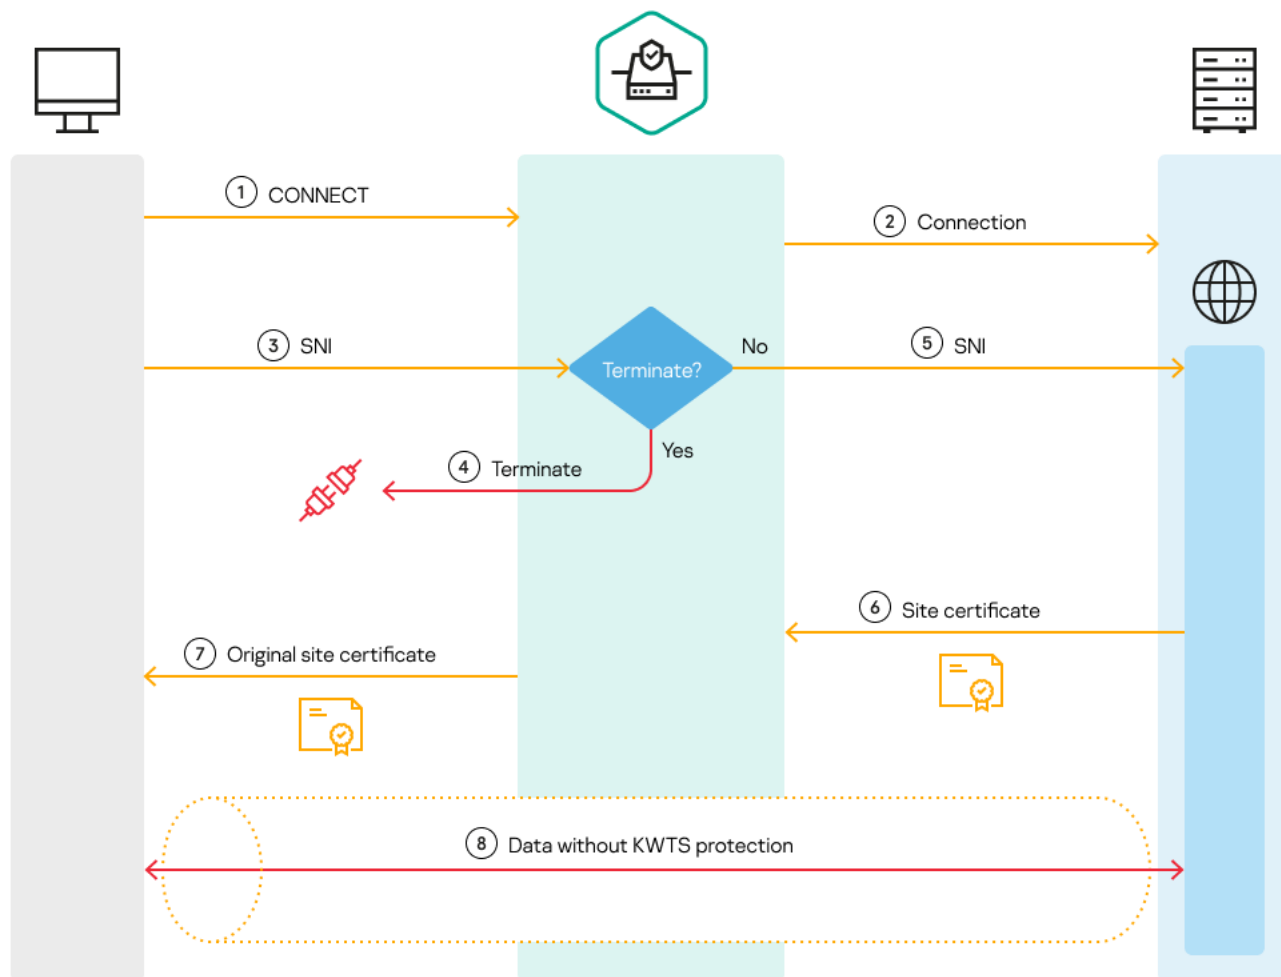 1 CONNECT
2 Connection
3 SNI
Terminate?
No
5 SNI
Yes
4 Terminate
6 Site certificate
7 Original site certificate
8 Data without KWTS protection